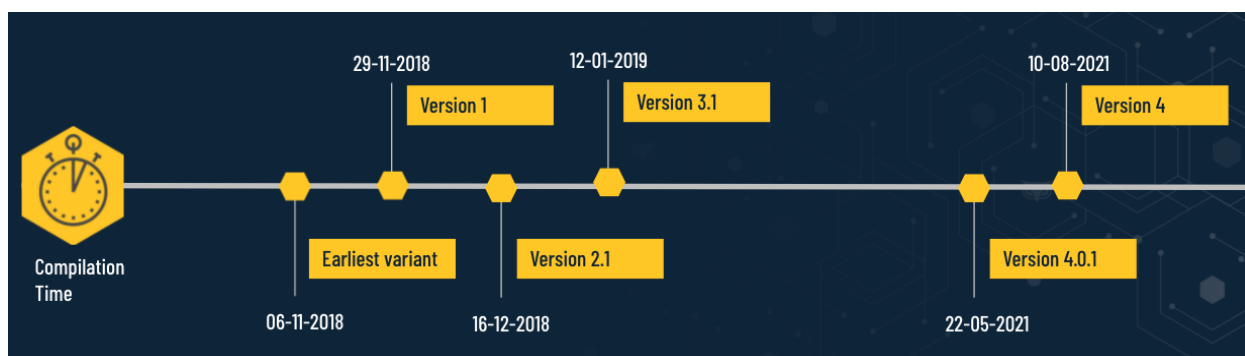 29-11-2018
12-01-2019
10-08-2021
Version 1
Version 3.1
Version 4
Compilation
Time
Earliest variant
Version 2.1
Version 4.0.1
06-11-2018
16-12-2018
22-05-2021